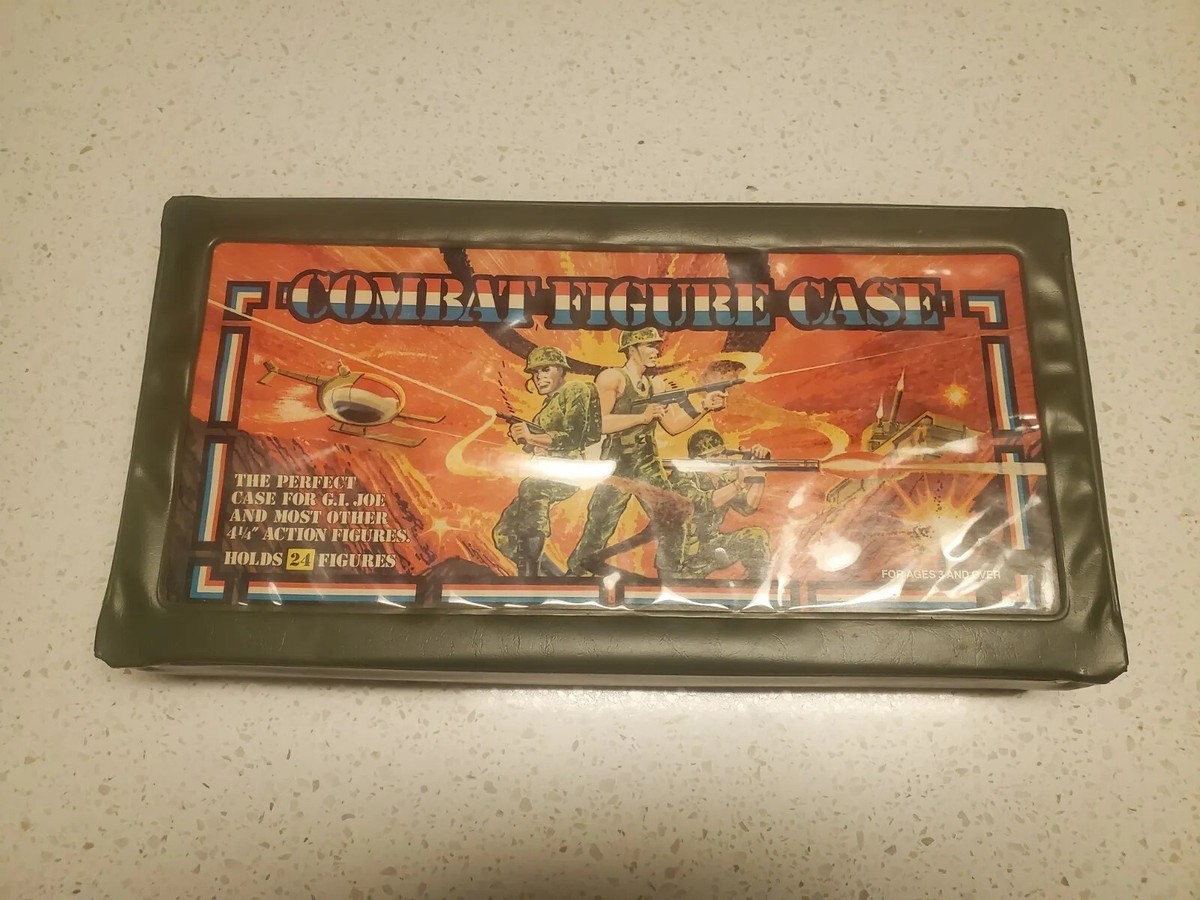 COMBAT FIGURE CASE
THE PERFECT
CASE FOR G.I. JOE
AND MOST OTHER
4¼" ACTION FIGURES.
HOLDS 24 FIGURES
FOR AGES 3 AND OVER